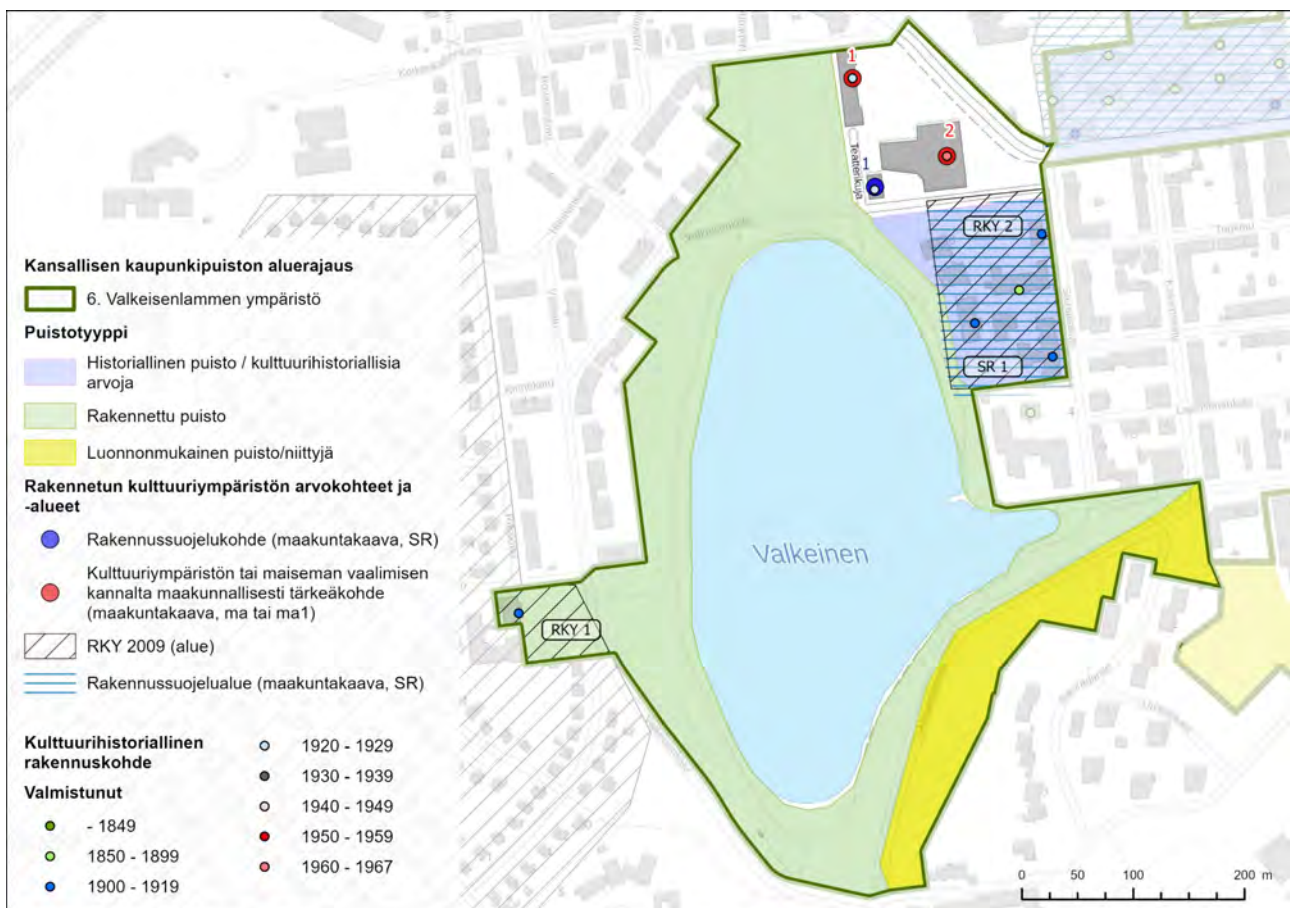 Kansallisen kaupunkipuiston aluerajaus
6. Valkeisenlammen ympäristö
Puistotyyppi
Historiallinen puisto / kulttuurihistoriallisia
arvoja
Rakennettu puisto
Luonnonmukainen puisto/niittyjä
Rakennetun kulttuuriympäristön arvokohteet ja
-alueet
Rakennussuojelukohde (maakuntakaava, SR)
Kulttuuriympäristön tai maiseman vaalimisen
kannalta maakunnallisesti tärkeäkohde
(maakuntakaava, ma tai ma1)
RKY 2009 (alue)
Rakennussuojelualue (maakuntakaava, SR)
Kulttuurihistoriallinen
rakennuskohde
Valmistunut
- 1849
1850 - 1899
1900 - 1919
1920 - 1929
1930 - 1939
1940 - 1949
1950 - 1959
1960 - 1967
1
2
1
Teatterikuja
RKY 2
SR 1
RKY 1
Valkeinen
0 50 100 200 m